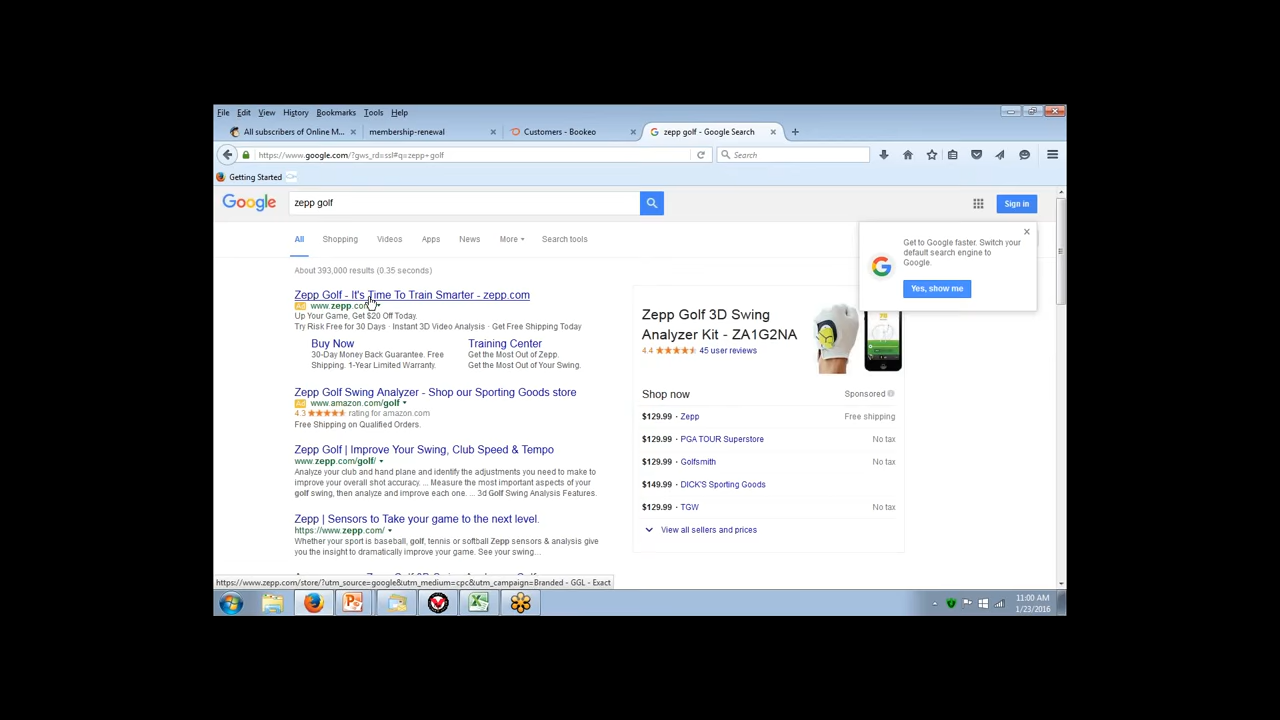 File Edit View History Bookmarks Tools Help
All subscribers of Online M...
membership-renewal
Customers - Bookeo
zepp golf - Google Search
https://www.google.com/?gws_rd=ssl#q=zepp+golf
Search
Getting Started
Google
zepp golf
Sign in
All Shopping Videos Apps News More Search tools
Get to Google faster. Switch your
default search engine to
Google.
Yes, show me
About 393,000 results (0.35 seconds)
Zepp Golf - It's Time To Train Smarter - zepp.com
Ad www.zepp.co
Up Your Game, Get $20 Off Today.
Try Risk Free for 30 Days · Instant 3D Video Analysis · Get Free Shipping Today
Buy Now
30-Day Money Back Guarantee. Free
Shipping. 1-Year Limited Warranty.
Training Center
Get the Most Out of Zepp.
Get the Most Out of Your Swing.
Zepp Golf Swing Analyzer - Shop our Sporting Goods store
Ad www.amazon.com/golf
4.3 rating for amazon.com
Free Shipping on Qualified Orders.
Zepp Golf | Improve Your Swing, Club Speed & Tempo
www.zepp.com/golf/
Analyze your club and hand plane and identify the adjustments you need to make to
improve your overall shot accuracy. ... Measure the most important aspects of your
golf swing, then analyze and improve each one. ... 3d Golf Swing Analysis Features.
Zepp | Sensors to Take your game to the next level.
https://www.zepp.com/
Whether your sport is baseball, golf, tennis or softball Zepp sensors & analysis give
you the insight to dramatically improve your game. See your swing...
Zepp Golf 3D Swing
Analyzer Kit - ZA1G2NA
4.4 45 user reviews
Shop now
Sponsored
$129.99 · Zepp Free shipping
$129.99 · PGA TOUR Superstore No tax
$129.99 · Golfsmith No tax
$149.99 · DICK'S Sporting Goods
$129.99 · TGW No tax
View all sellers and prices
https://www.zepp.com/store/?utm_source=google&utm_medium=cpc&utm_campaign=Branded - GGL - Exact
11:00 AM
1/23/2016